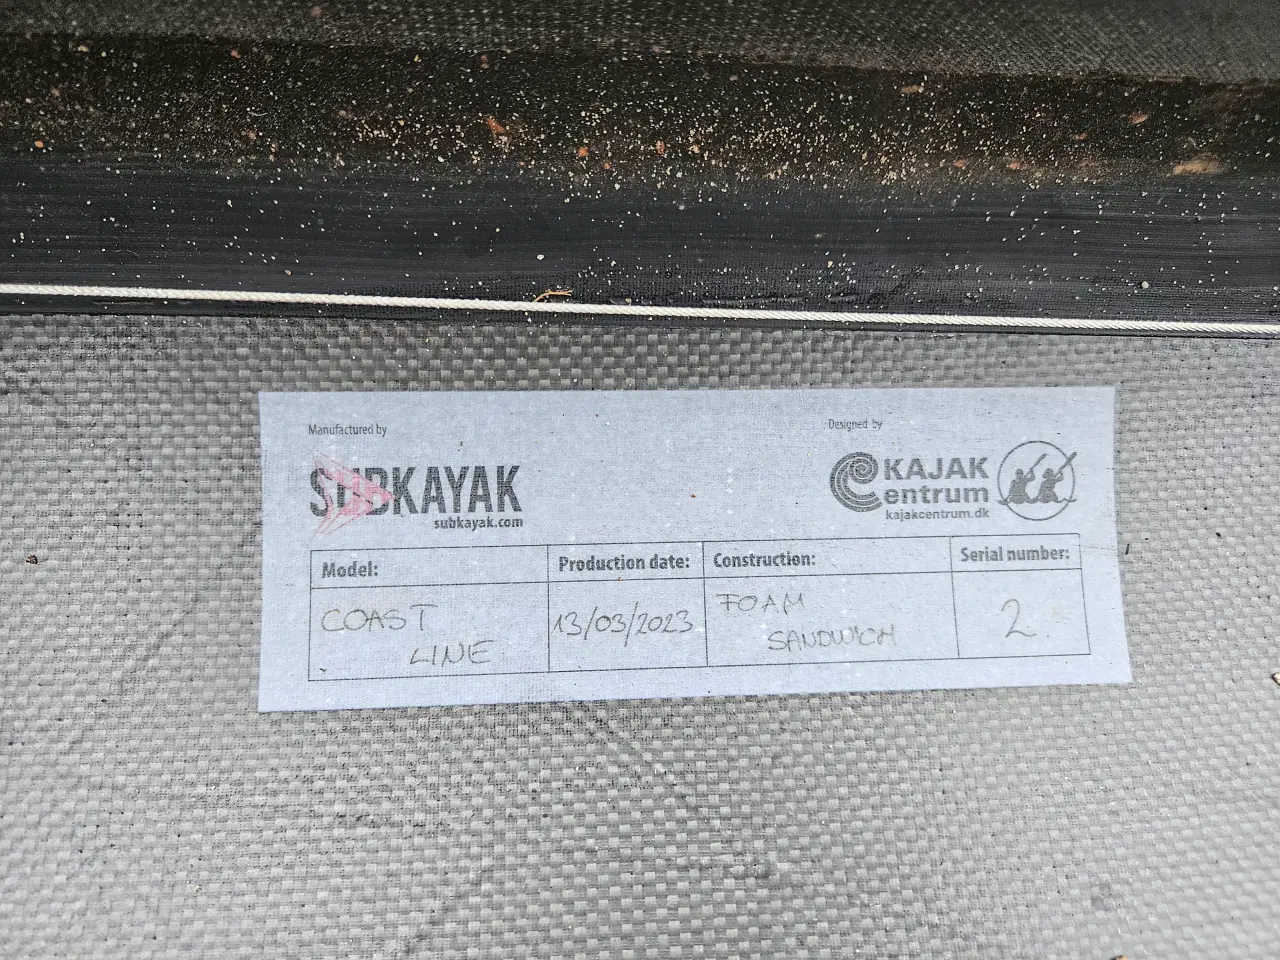 Manufactured by
SUBKAYAK
subkayak.com
Designed by
KAJAK
Centrum
kajakcentrum.dk
Model: Production date: Construction: Serial number:
COAST LINE 13/03/2023 FOAM SANDWICH 2